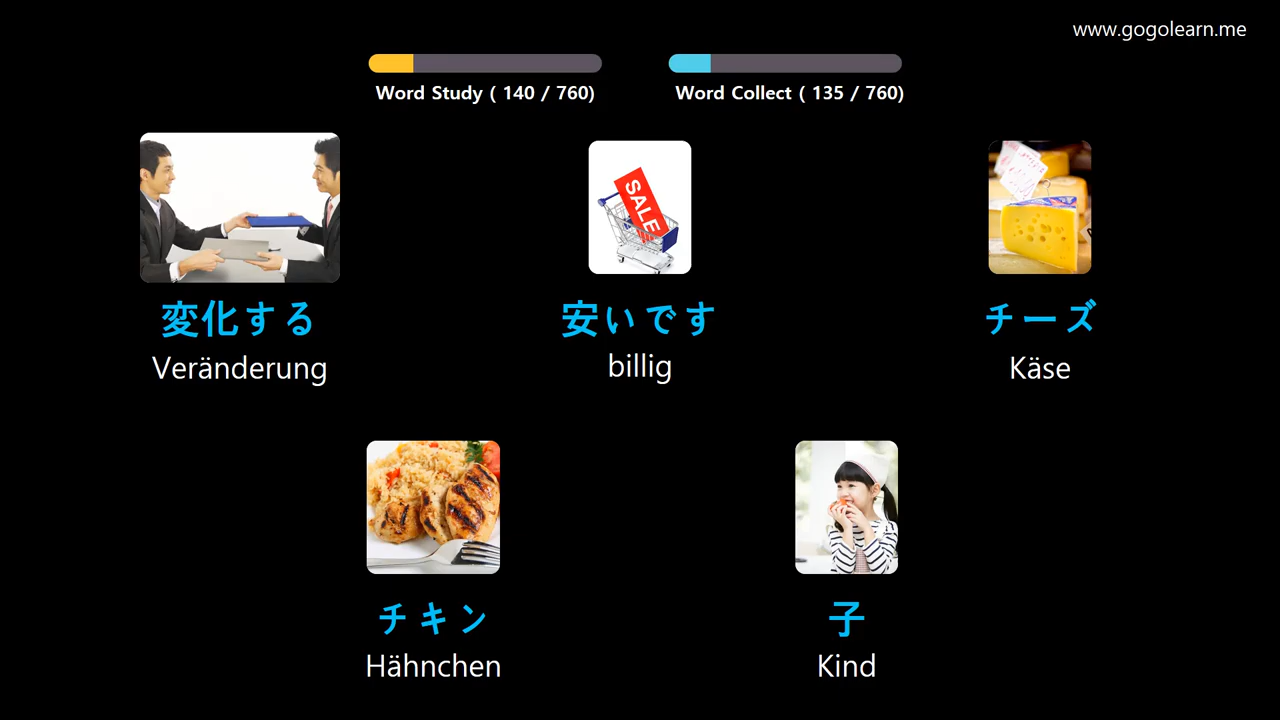 www.gogolearn.me
Word Study ( 140 / 760)
Word Collect ( 135 / 760)
SALE
変化する
安いです
チーズ
Veränderung
billig
Käse
チキン
子
Hähnchen
Kind